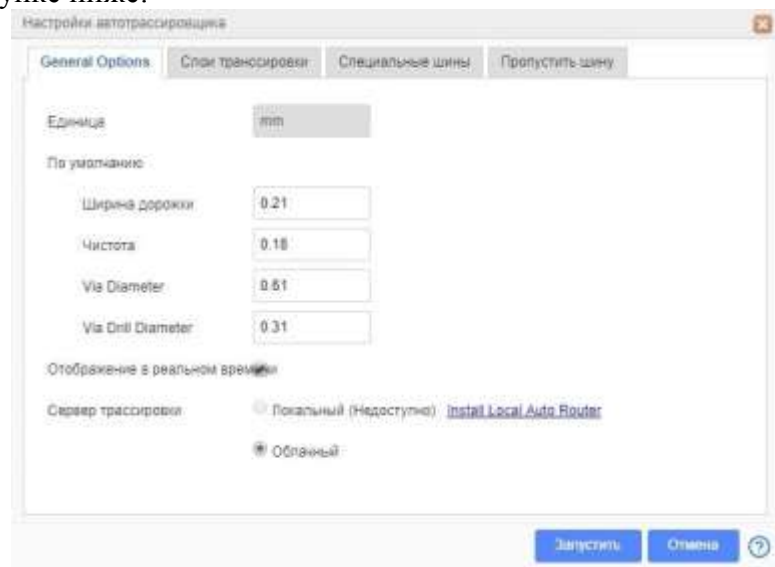 Настройки автотрассировщика
General Options Слои транссировки Специальные шины Пропустить шину
Единица mm
По умолчанию
Ширина дорожки 0.21
Чистота 0.18
Via Diameter 0.61
Via Drill Diameter 0.31
Отображение в реальном времени
Сервер трассировки Локальный (Недоступно) Install Local Auto Router
Облачный
Запустить Отмена